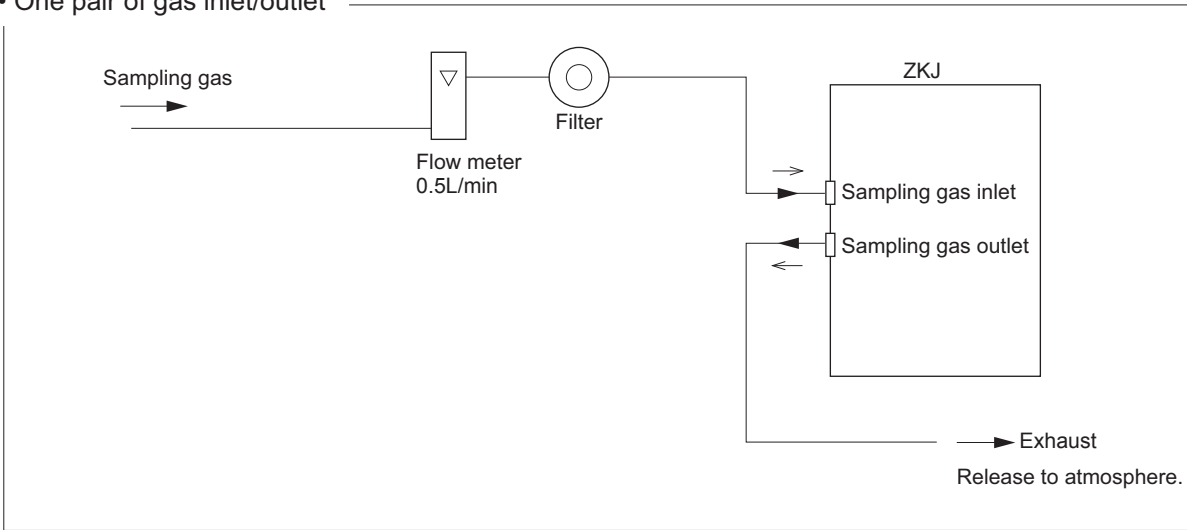 • One pair of gas inlet/outlet
Sampling gas
ZKJ
Filter
Flow meter
0.5L/min
Sampling gas inlet
Sampling gas outlet
Exhaust
Release to atmosphere.